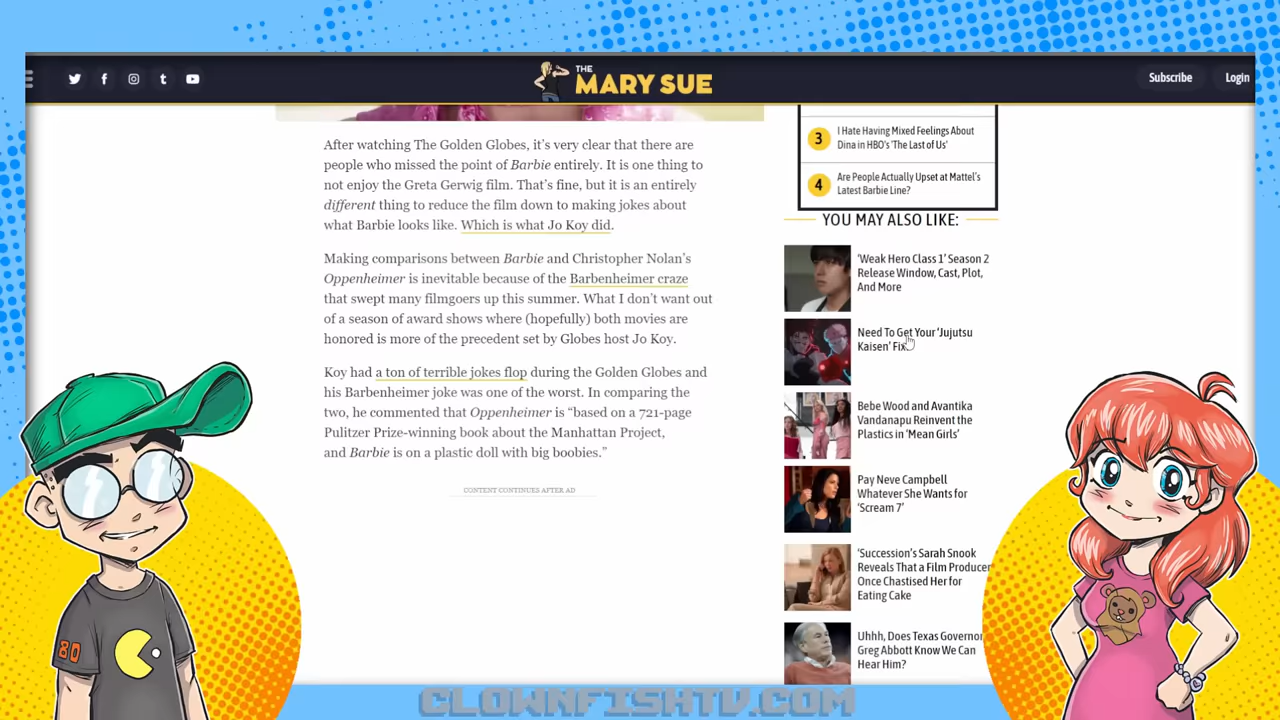 THE
MARY SUE
Subscribe
Login
After watching The Golden Globes, it's very clear that there are
people who missed the point of Barbie entirely. It is one thing to
not enjoy the Greta Gerwig film. That's fine, but it is an entirely
different thing to reduce the film down to making jokes about
what Barbie looks like. Which is what Jo Koy did.
Making comparisons between Barbie and Christopher Nolan's
Oppenheimer is inevitable because of the Barbenheimer craze
that swept many filmgoers up this summer. What I don't want out
of a season of award shows where (hopefully) both movies are
honored is more of the precedent set by Globes host Jo Koy.
Koy had a ton of terrible jokes flop during the Golden Globes and
his Barbenheimer joke was one of the worst. In comparing the
two, he commented that Oppenheimer is “based on a 721-page
Pulitzer Prize-winning book about the Manhattan Project,
and Barbie is on a plastic doll with big boobies.”
CONTENT CONTINUES AFTER AD
3
I Hate Having Mixed Feelings About
Dina in HBO's 'The Last of Us'
4
Are People Actually Upset at Mattel's
Latest Barbie Line?
YOU MAY ALSO LIKE:
'Weak Hero Class 1' Season 2
Release Window, Cast, Plot,
And More
Need To Get Your 'Jujutsu
Kaisen' Fix
Bebe Wood and Avantika
Vandanapu Reinvent the
Plastics in 'Mean Girls'
Pay Neve Campbell
Whatever She Wants for
'Scream 7'
'Succession's Sarah Snook
Reveals That a Film Producer
Once Chastised Her for
Eating Cake
Uhhh, Does Texas Governor
Greg Abbott Know We Can
Hear Him?
80
CLOWNFISHTV.COM